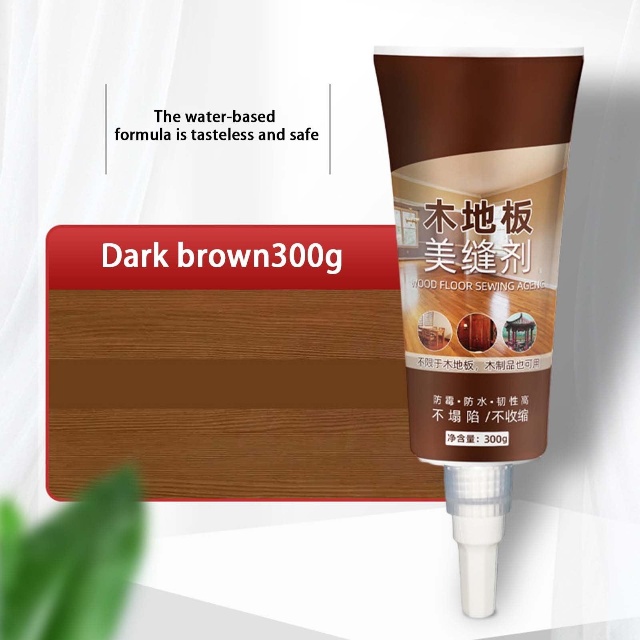 The water-based
formula is tasteless and safe
Dark brown300g
木地板
美缝剂
WOOD FLOOR SEWING AGENT
不限于木地板，木制品也可用
防霉·防水·韧性高
不塌陷/不收缩
净含量：300g